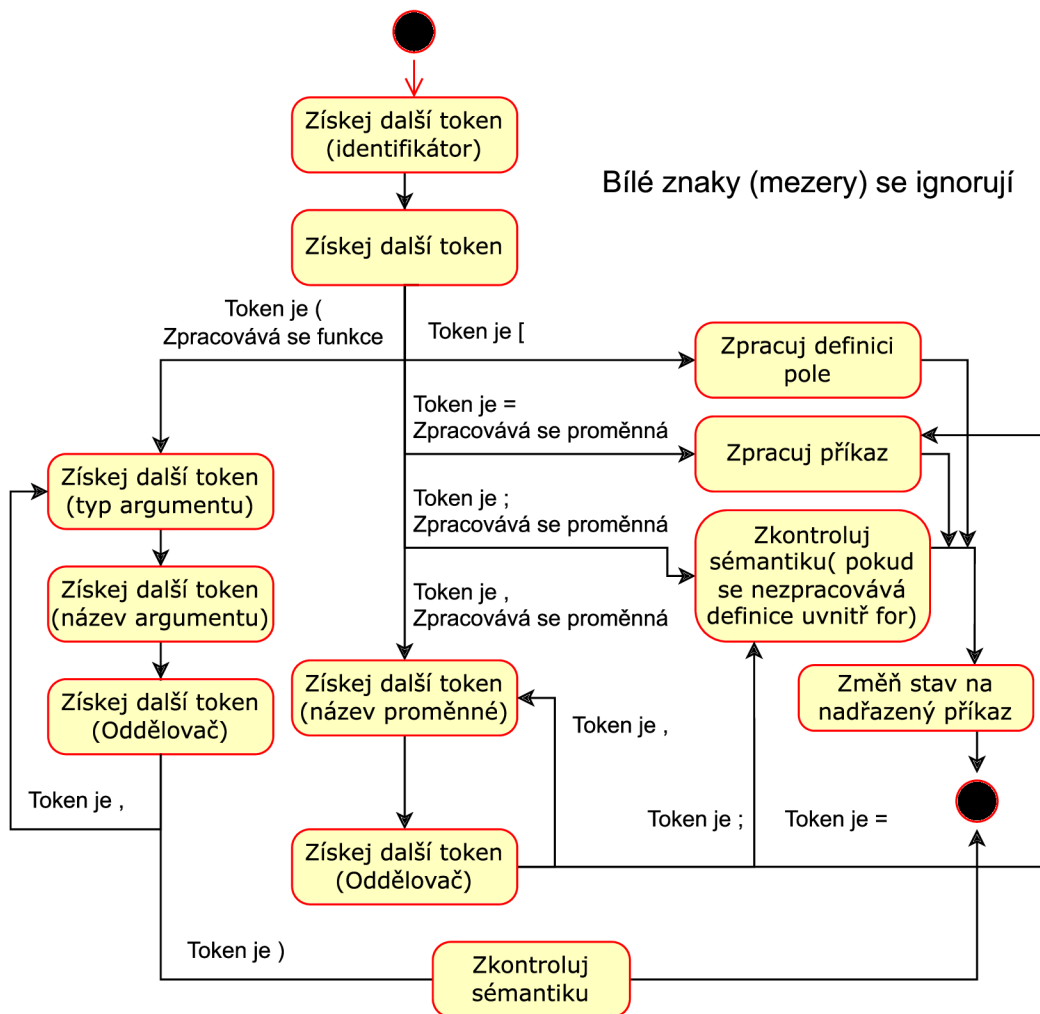 Získej další token
(identifikátor)
Bílé znaky (mezery) se ignorují
Získej další token
Token je (
Zpracovává se funkce
Token je [
Zpracuj definici
pole
Token je =
Zpracovává se proměnná
Zpracuj příkaz
Získej další token
(typ argumentu)
Token je ;
Zpracovává se proměnná
Zkontroluj
sémantiku( pokud
se nezpracovává
definice uvnitř for)
Získej další token
(název argumentu)
Token je ,
Zpracovává se proměnná
Získej další token
(název proměnné)
Změň stav na
nadřazený příkaz
Získej další token
(Oddělovač)
Token je ,
Token je ,
Token je ;
Token je =
Získej další token
(Oddělovač)
Token je )
Zkontroluj
sémantiku